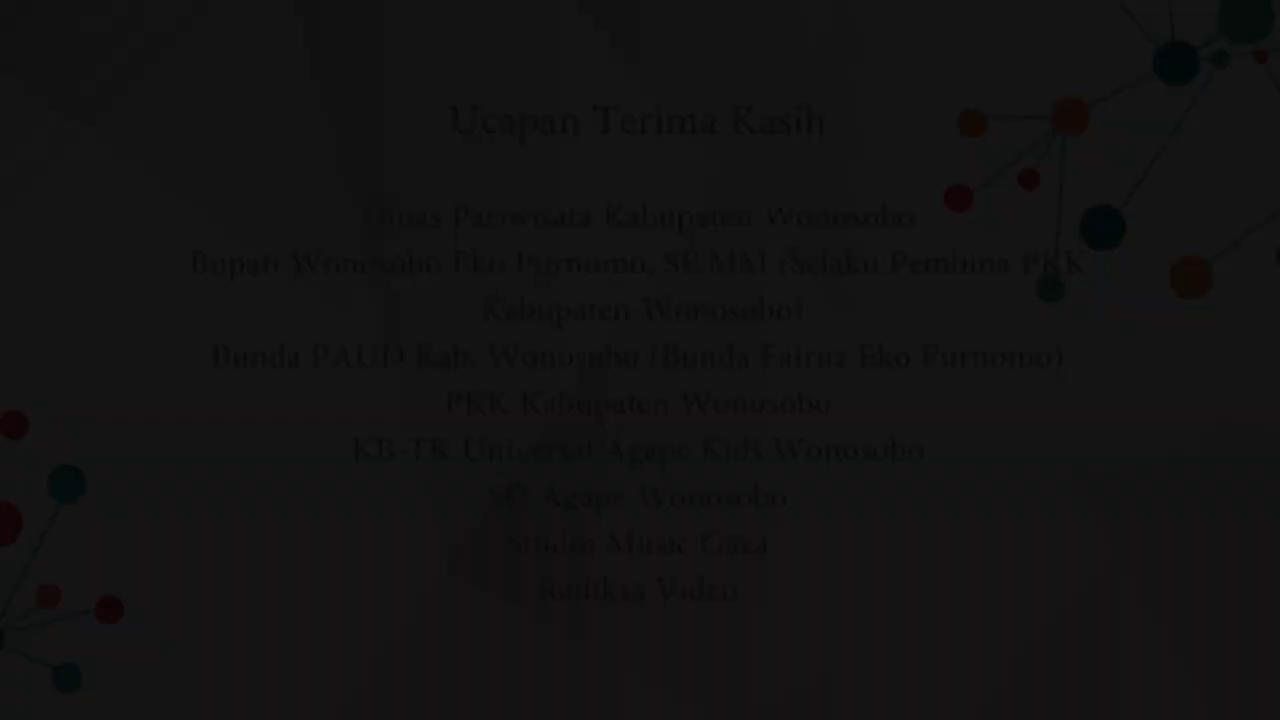 Ucapan Terima Kasih
Dinas Pariwisata Kabupaten Wonosobo
Bupati Wonosobo Eko Purnomo, SE.MM (Selaku Pembina PKK
Kabupaten Wonosobo)
Bunda PAUD Kab. Wonosobo (Bunda Fairuz Eko Purnomo)
PKK Kabupaten Wonosobo
KB-TK Universal Agape Kids Wonosobo
SD Agape Wonosobo
Studio Music
Video